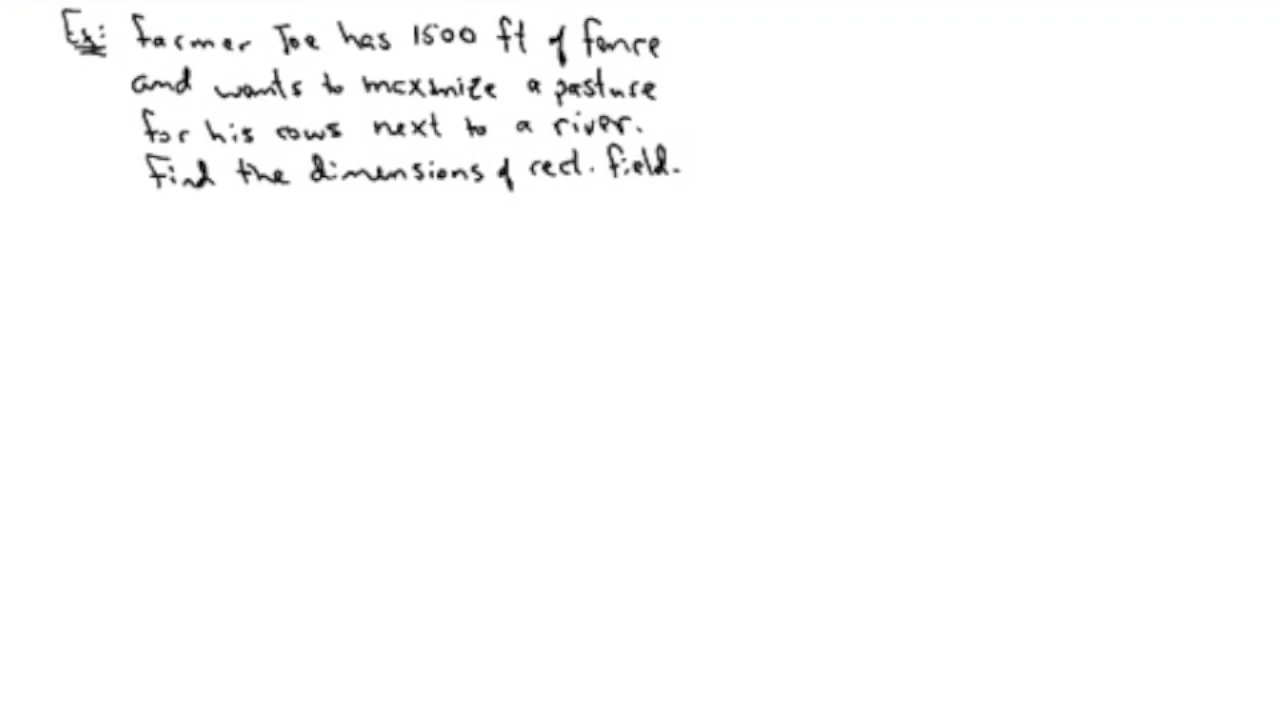 Ex: Farmer Joe has 1500 ft of fence
and wants to maximize a pasture
for his cows next to a river.
Find the dimensions of rect. field.